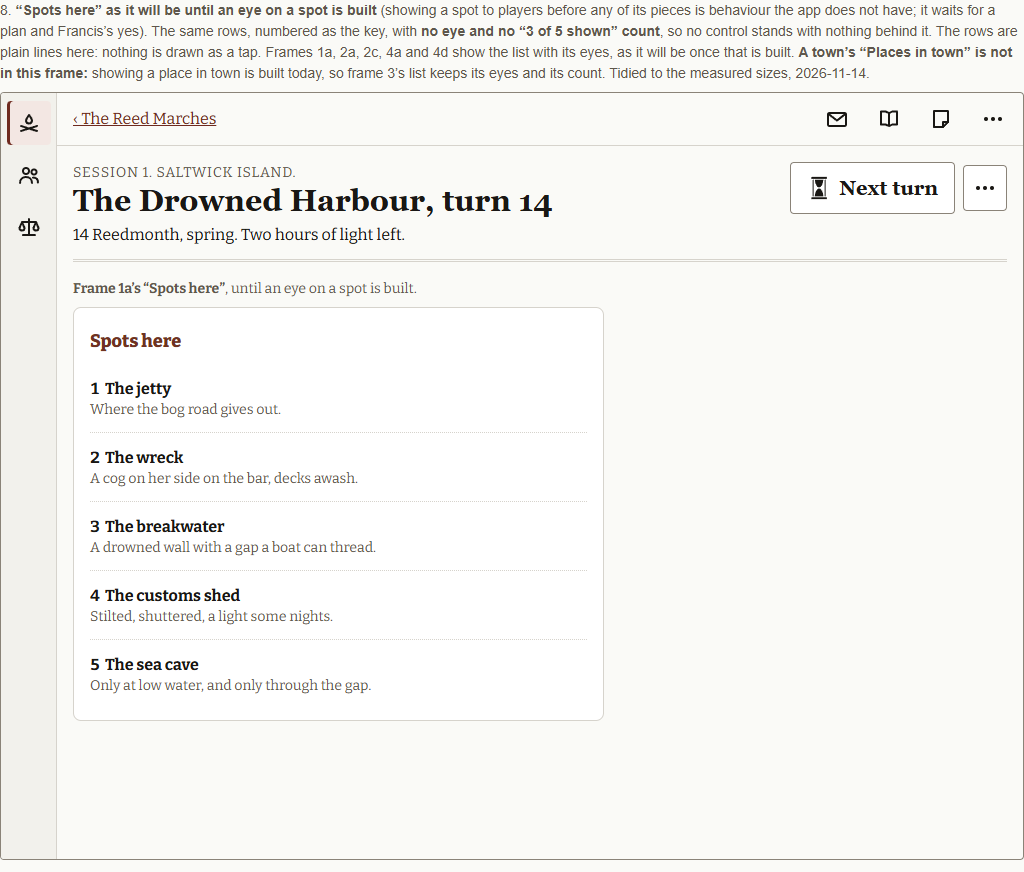 8. “Spots here” as it will be until an eye on a spot is built (showing a spot to players before any of its pieces is behaviour the app does not have; it waits for a
plan and Francis’s yes). The same rows, numbered as the key, with no eye and no “3 of 5 shown” count, so no control stands with nothing behind it. The rows are
plain lines here: nothing is drawn as a tap. Frames 1a, 2a, 2c, 4a and 4d show the list with its eyes, as it will be once that is built. A town’s “Places in town” is not
in this frame: showing a place in town is built today, so frame 3’s list keeps its eyes and its count. Tidied to the measured sizes, 2026-11-14.
‹ The Reed Marches
SESSION 1. SALTWICK ISLAND.
The Drowned Harbour, turn 14
Next turn
14 Reedmonth, spring. Two hours of light left.
Frame 1a’s “Spots here”, until an eye on a spot is built.
Spots here
1 The jetty
Where the bog road gives out.
2 The wreck
A cog on her side on the bar, decks awash.
3 The breakwater
A drowned wall with a gap a boat can thread.
4 The customs shed
Stilted, shuttered, a light some nights.
5 The sea cave
Only at low water, and only through the gap.